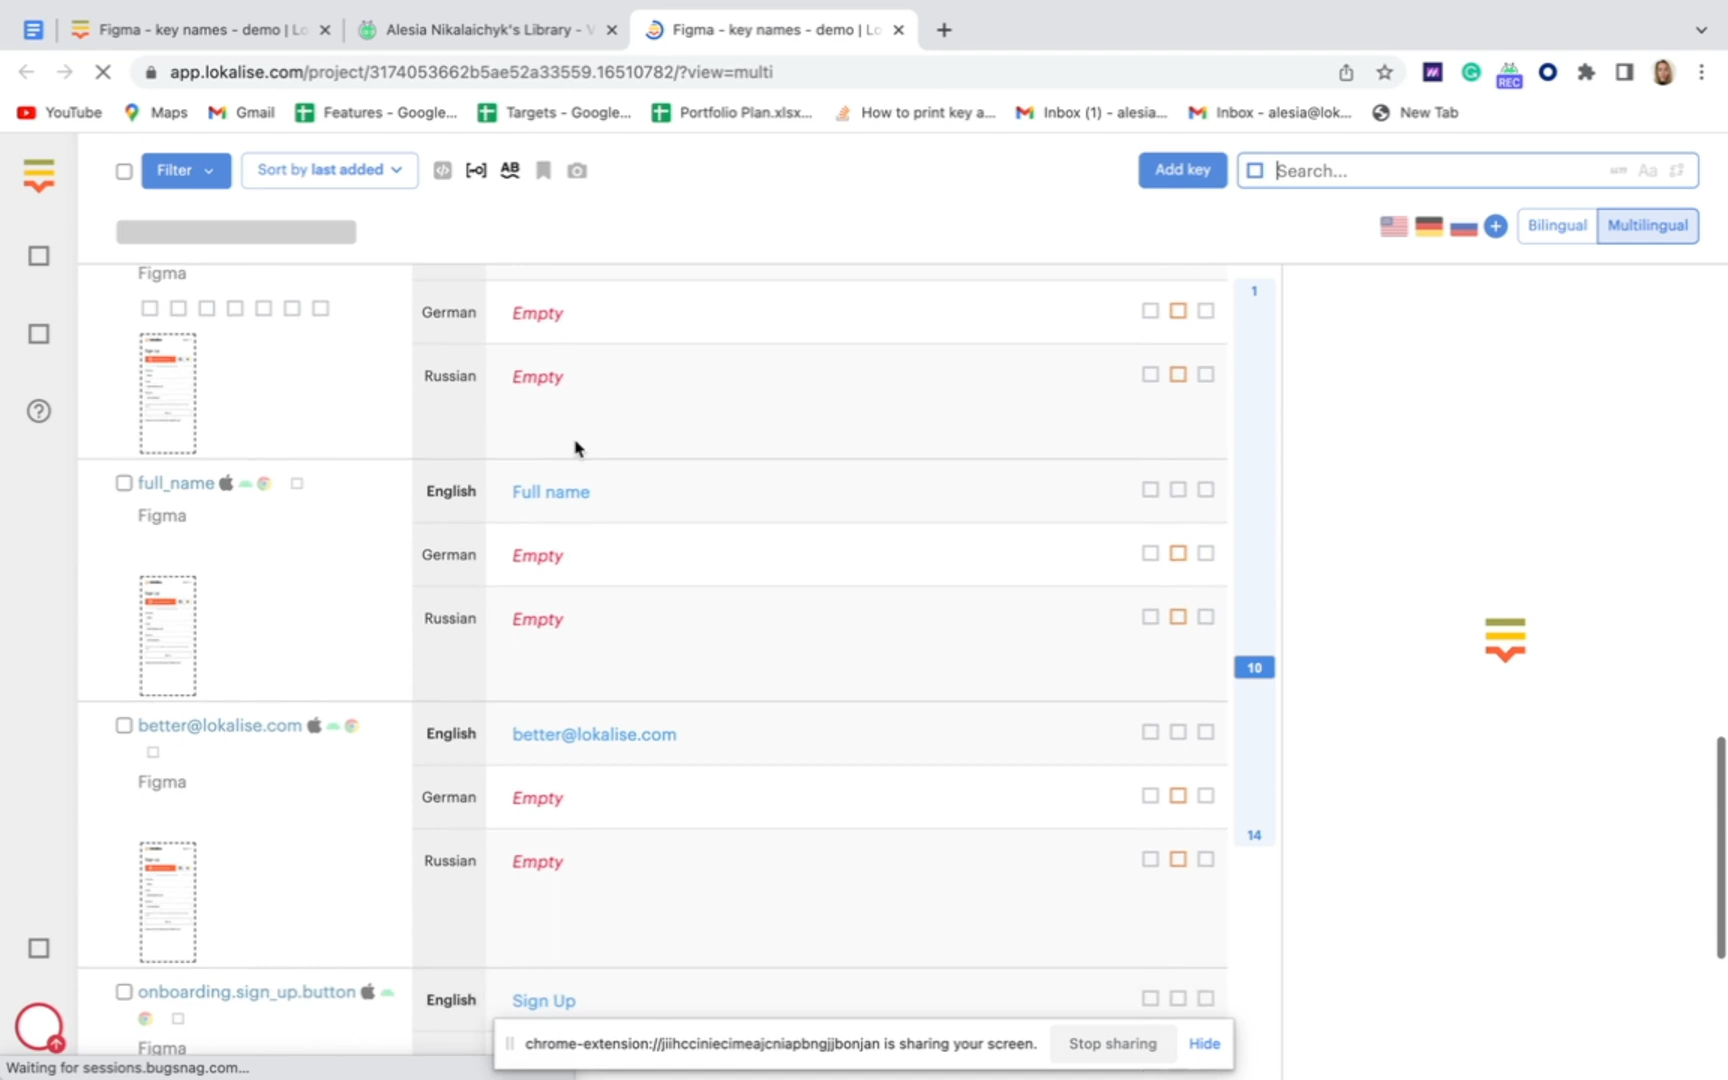 Figma - key names - demo | Lo
Alesia Nikalaichyk's Library - V
Figma - key names - demo | Lo
app.lokalise.com/project/3174053662b5ae52a33559.16510782/?view=multi
REC
YouTube
Maps
Gmail
Features - Google...
Targets - Google...
Portfolio Plan.xlsx...
How to print key a...
Inbox (1) - alesia...
Inbox - alesia@lok...
New Tab
Filter
Sort by last added
AB
Add key
Search...
Aa
Bilingual
Multilingual
Figma
German
Empty
Russian
Empty
full_name
Figma
English
Full name
German
Empty
Russian
Empty
better@lokalise.com
Figma
English
better@lokalise.com
German
Empty
Russian
Empty
onboarding.sign_up.button
Figma
English
Sign Up
1
10
14
chrome-extension://jiihcciniecimeajcniapbngjjbonjan is sharing your screen.
Stop sharing
Hide
Waiting for sessions.bugsnag.com...